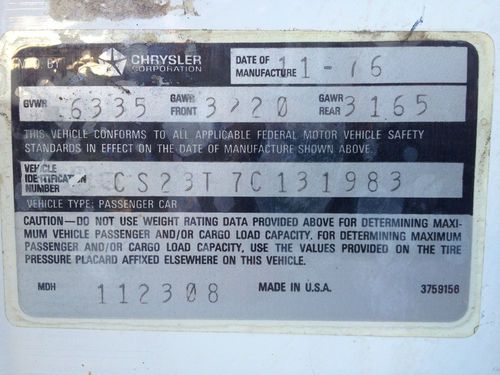 MFD BY
CHRYSLER
CORPORATION
DATE OF
MANUFACTURE 11-76
GVWR 6335 GAWR
FRONT 3220 GAWR
REAR 3165
THIS VEHICLE CONFORMS TO ALL APPLICABLE FEDERAL MOTOR VEHICLE SAFETY
STANDARDS IN EFFECT ON THE DATE OF MANUFACTURE SHOWN ABOVE.
VEHICLE
IDENTIFICATION
NUMBER CS23T7C131983
VEHICLE TYPE: PASSENGER CAR
CAUTION—DO NOT USE WEIGHT RATING DATA PROVIDED ABOVE FOR DETERMINING MAXI-
MUM VEHICLE PASSENGER AND/OR CARGO LOAD CAPACITY. FOR DETERMINING MAXIMUM
PASSENGER AND/OR CARGO LOAD CAPACITY, USE THE VALUES PROVIDED ON THE TIRE
PRESSURE PLACARD AFFIXED ELSEWHERE ON THIS VEHICLE.
MDH 112308 MADE IN U.S.A. 3759156